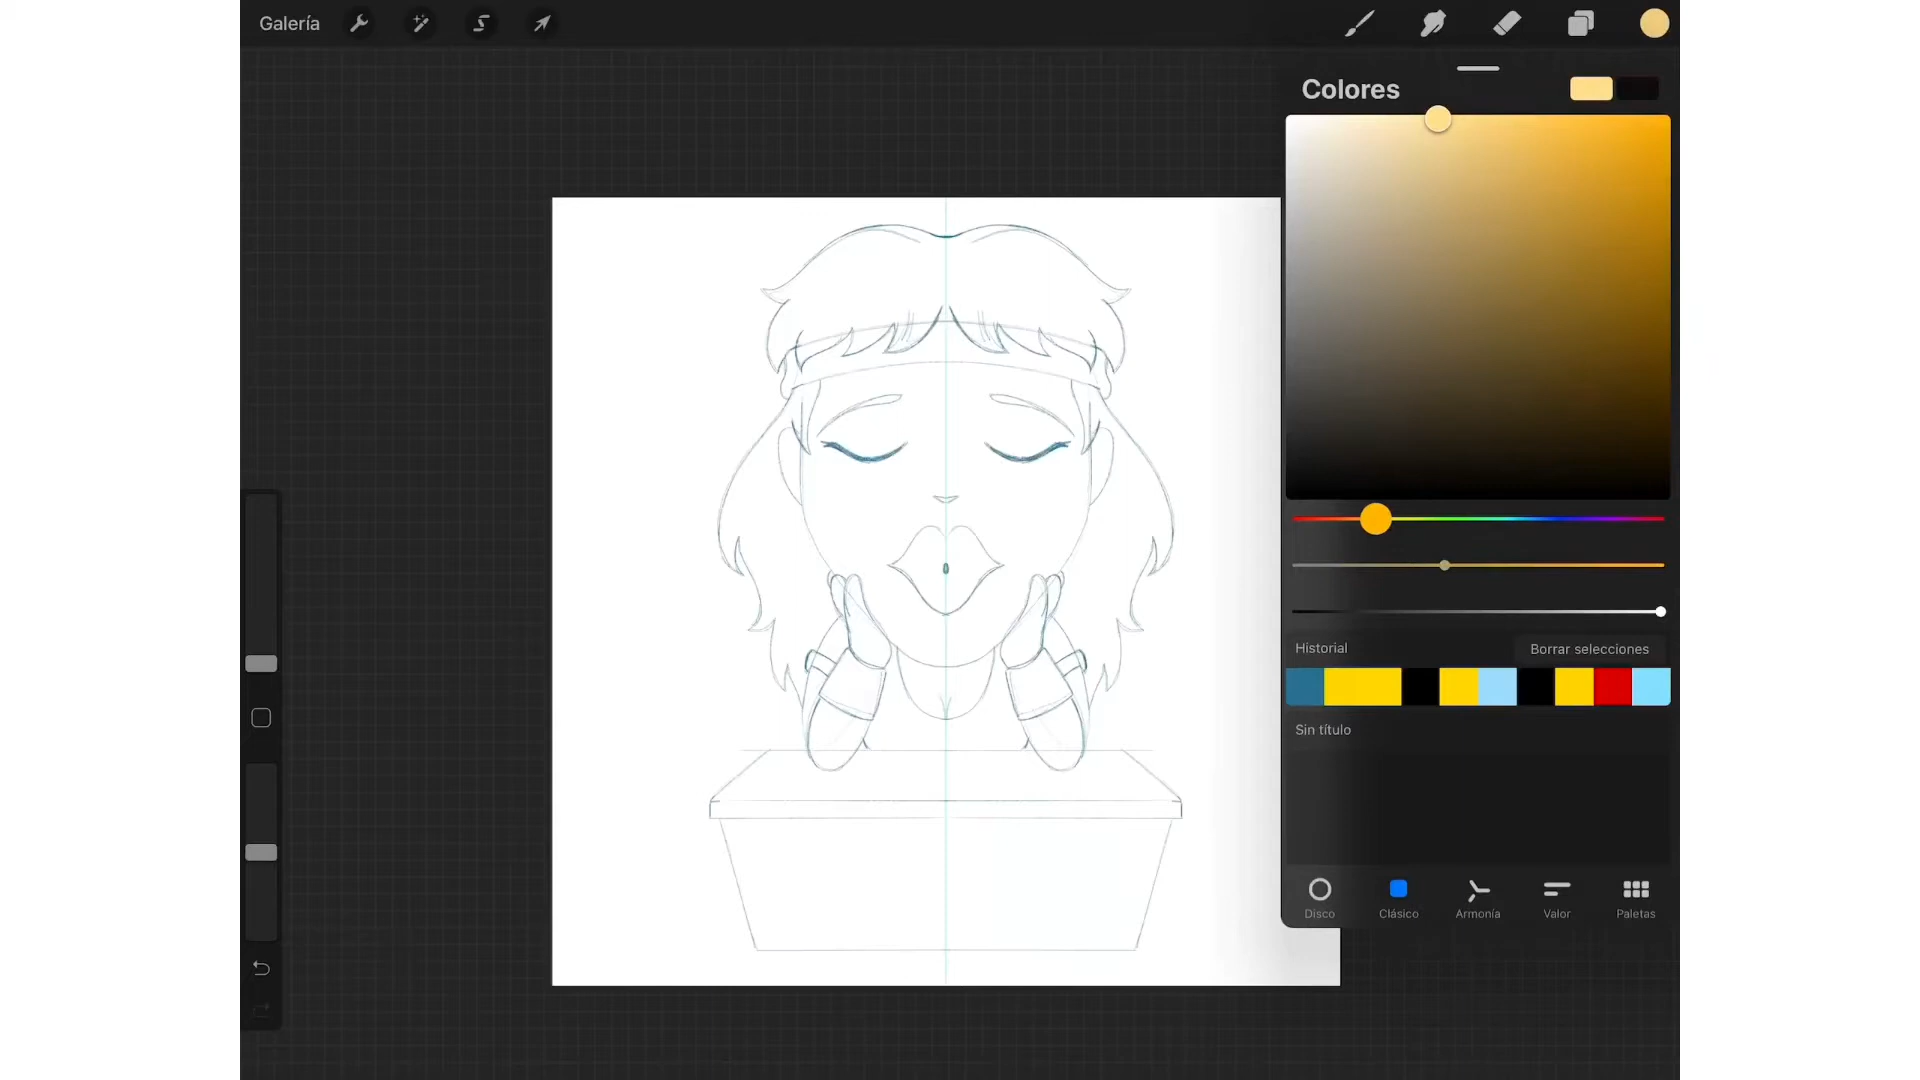 Galería
Colores
Historial
Borrar selecciones
Sin título
Disco
Clásico
Armonía
Valor
Paletas